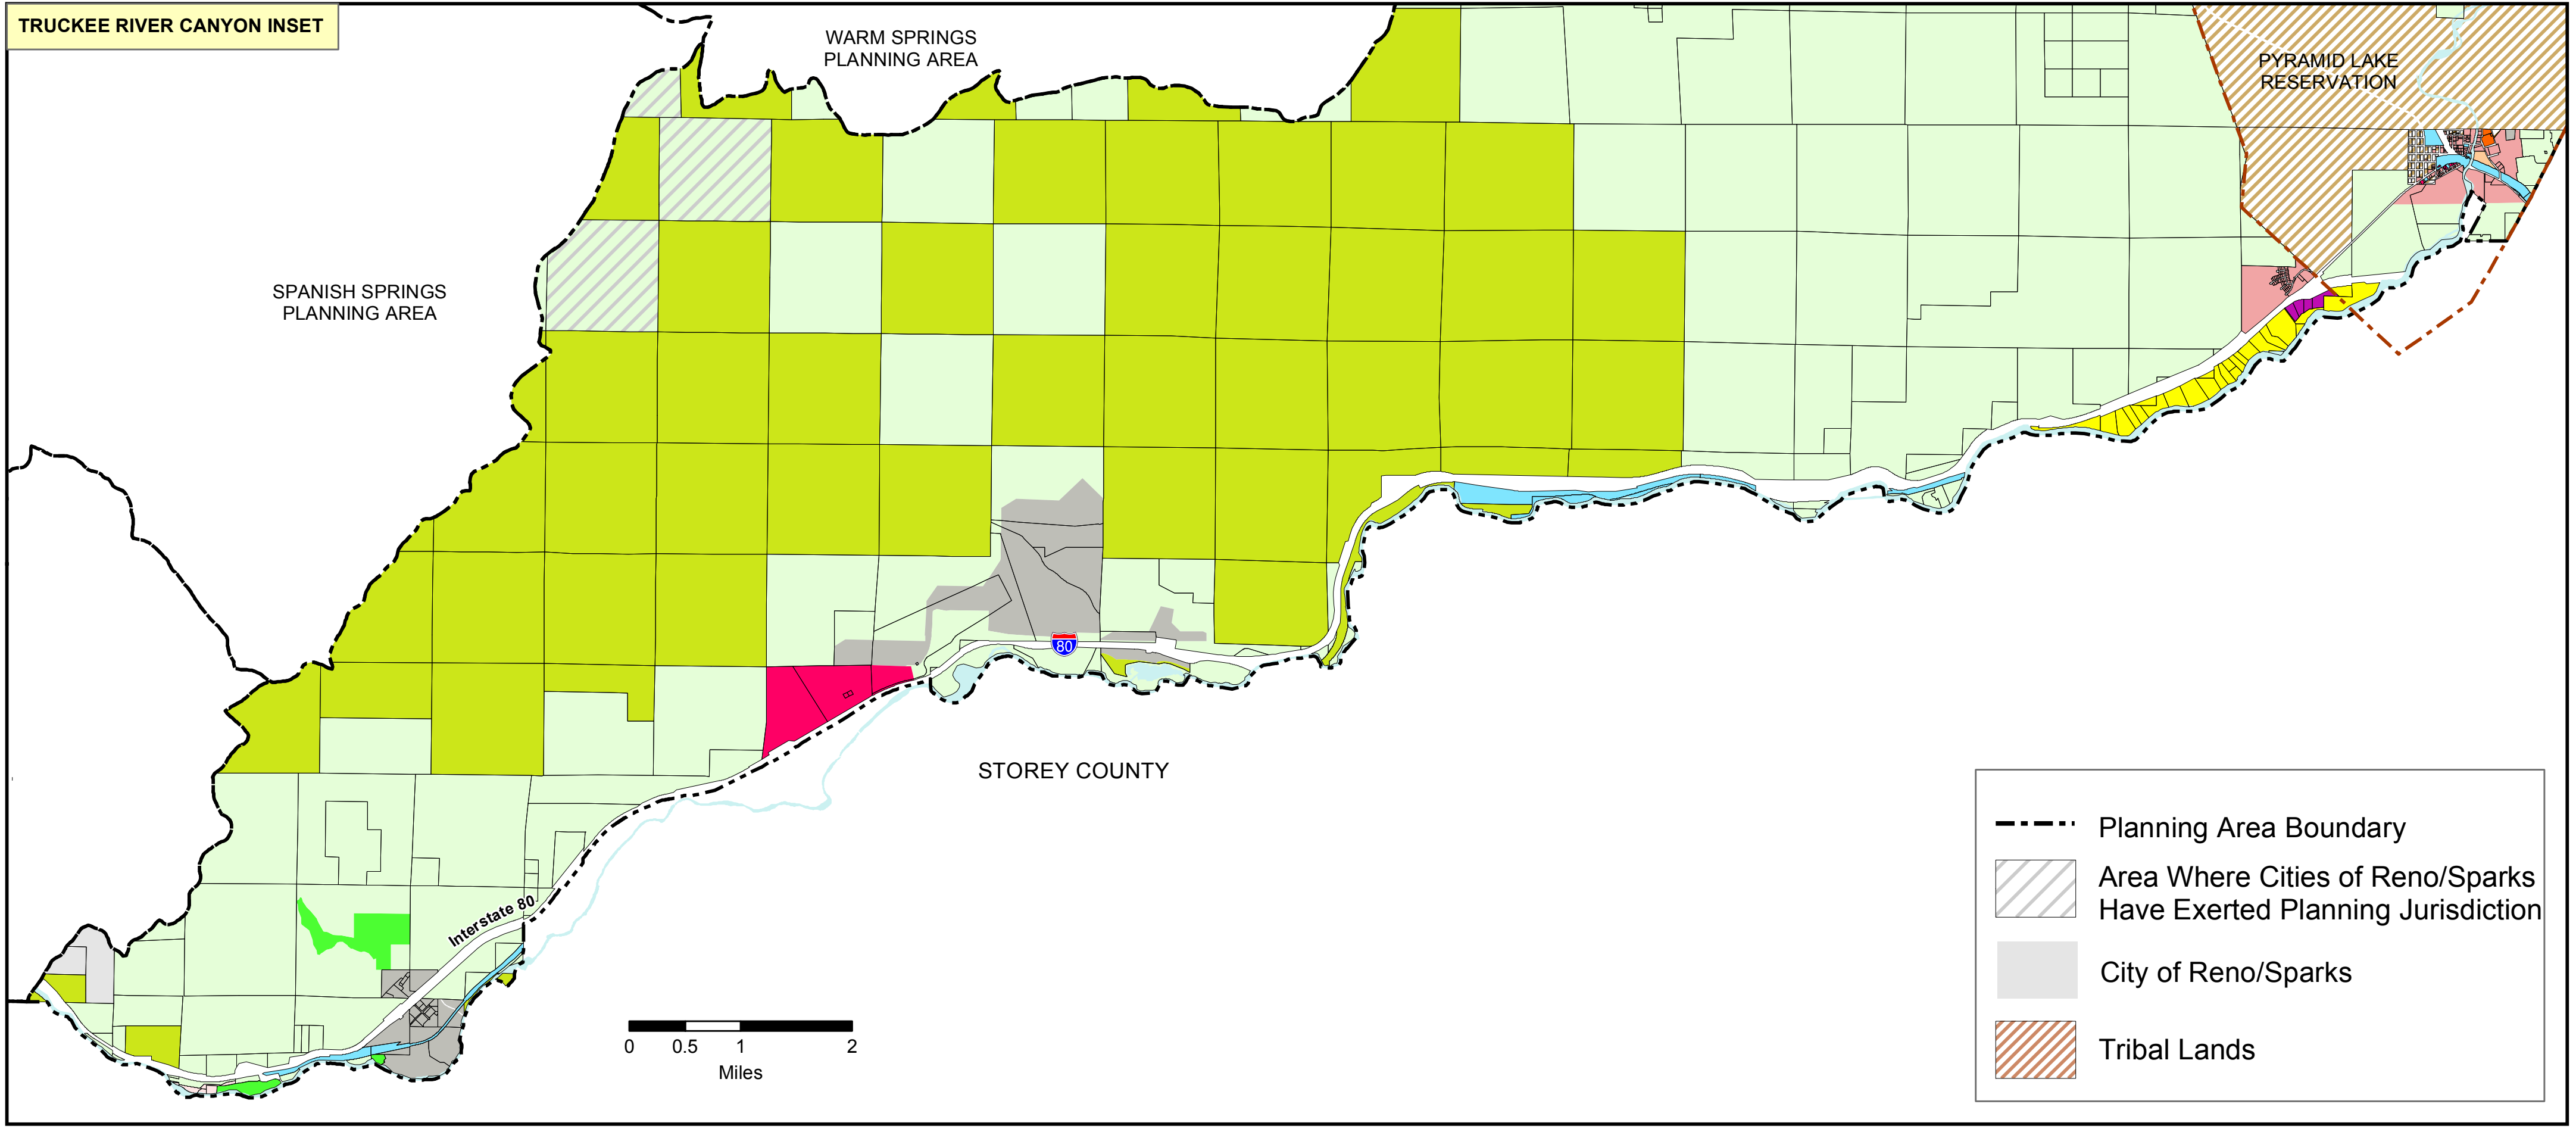 TRUCKEE RIVER CANYON INSET
WARM SPRINGS
PLANNING AREA
PYRAMID LAKE
RESERVATION
SPANISH SPRINGS
PLANNING AREA
80
STOREY COUNTY
Interstate 80
0 0.5 1 2
Miles
Planning Area Boundary
Area Where Cities of Reno/Sparks
Have Exerted Planning Jurisdiction
City of Reno/Sparks
Tribal Lands